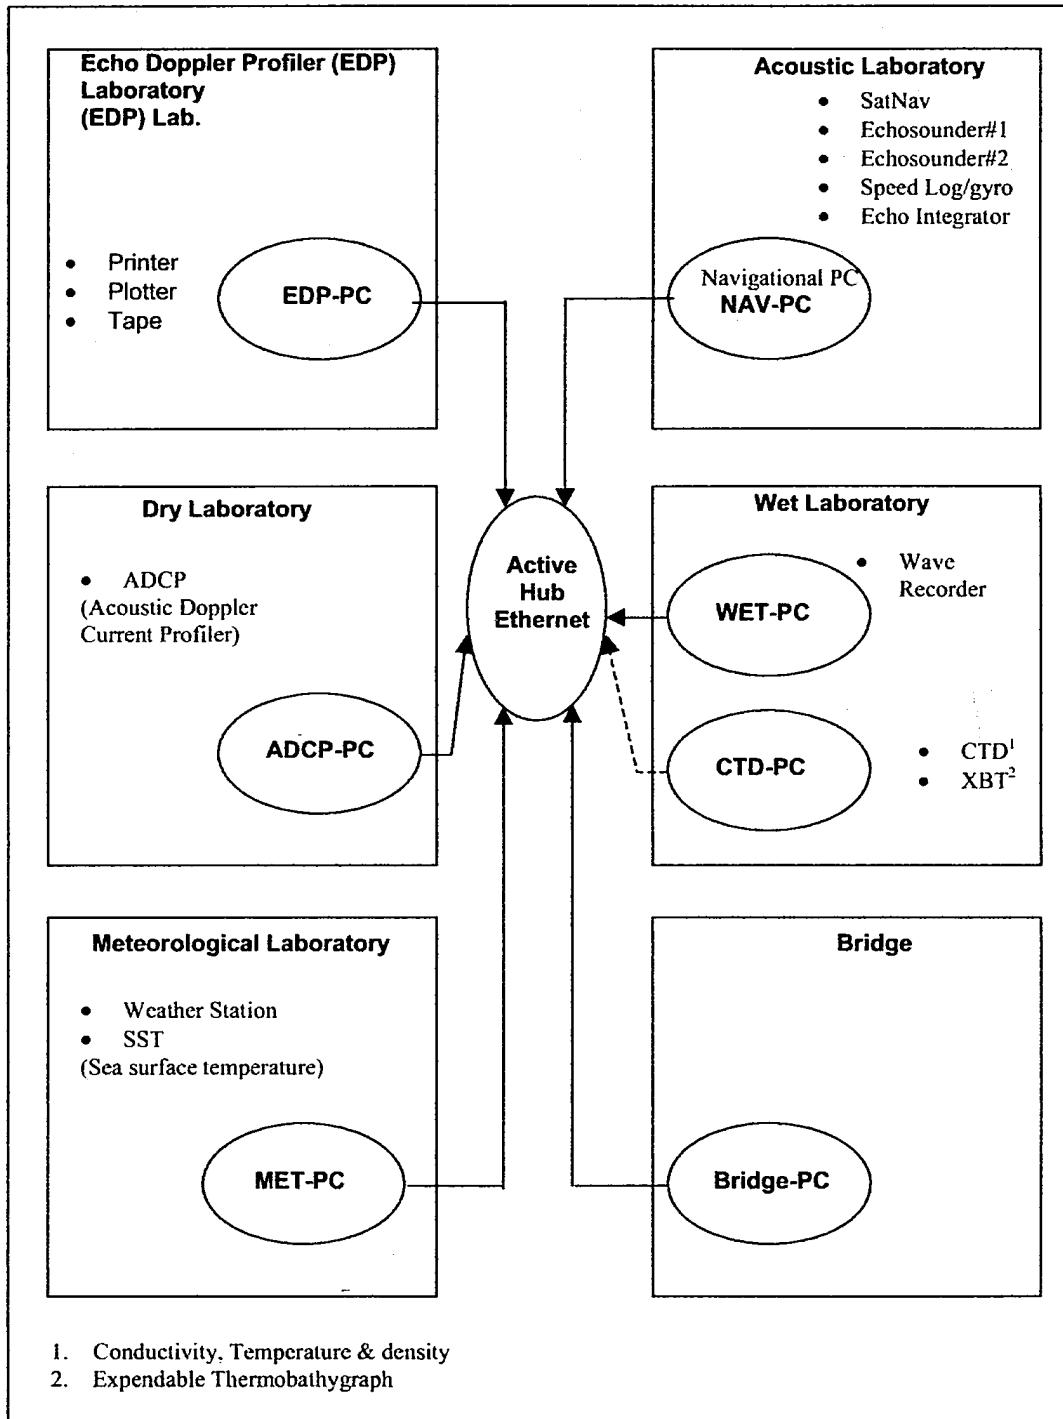 Echo Doppler Profiler (EDP)
Laboratory
(EDP) Lab.
• Printer
• Plotter
• Tape
EDP-PC
Acoustic Laboratory
• SatNav
• Echosounder#1
• Echosounder#2
• Speed Log/gyro
• Echo Integrator
Navigational PC
NAV-PC
Dry Laboratory
• ADCP
(Acoustic Doppler
Current Profiler)
ADCP-PC
Active
Hub
Ethernet
Wet Laboratory
• Wave
Recorder
WET-PC
CTD-PC
• CTD¹
• XBT²
Meteorological Laboratory
• Weather Station
• SST
(Sea surface temperature)
MET-PC
Bridge
Bridge-PC
1. Conductivity, Temperature & density
2. Expendable Thermobathygraph